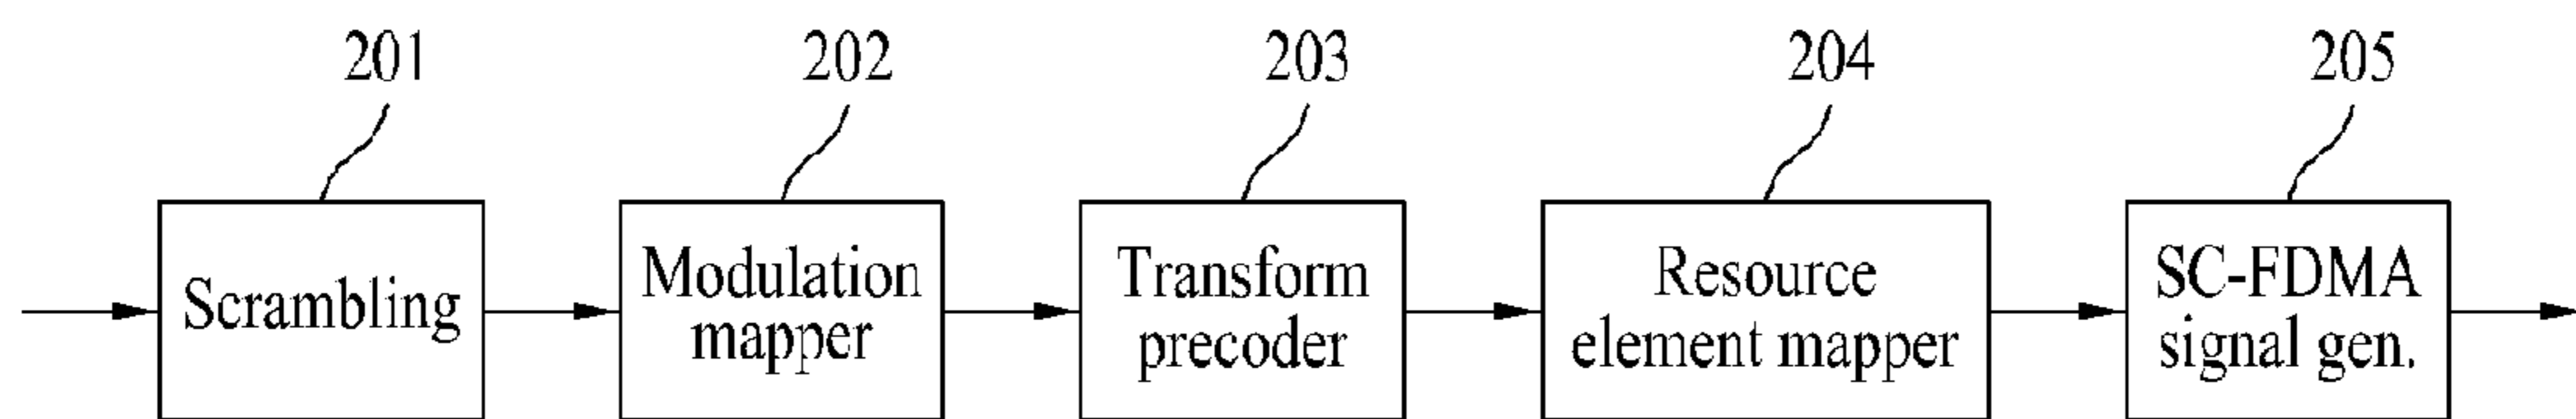 201
202
203
204
205
Scrambling
Modulation
mapper
Transform
precoder
Resource
element mapper
SC-FDMA
signal gen.